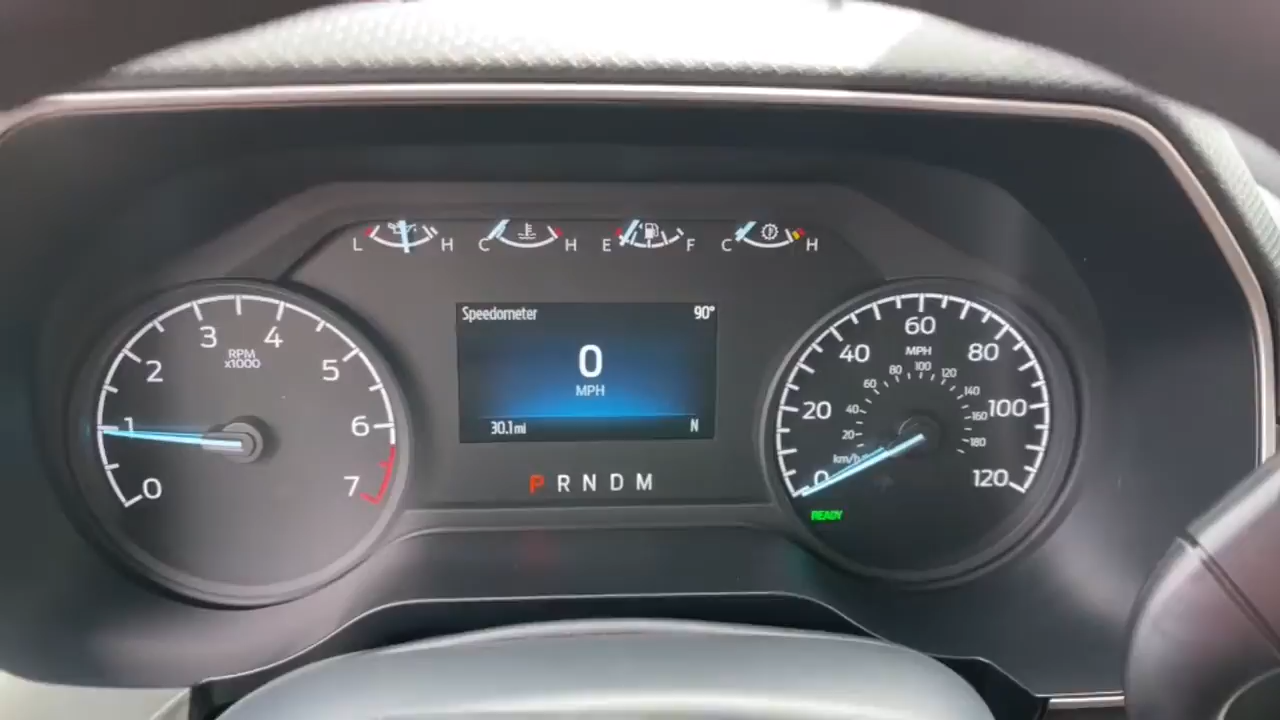 L H C H E F C H
Speedometer 90°
0
MPH
30.1 mi N
P R N D M
0 1 2 3 4 5 6 7
RPM
x1000
0 20 40 60 80 100 120
MPH
20 40 60 80 100 120 140 160 180
km/h
READY